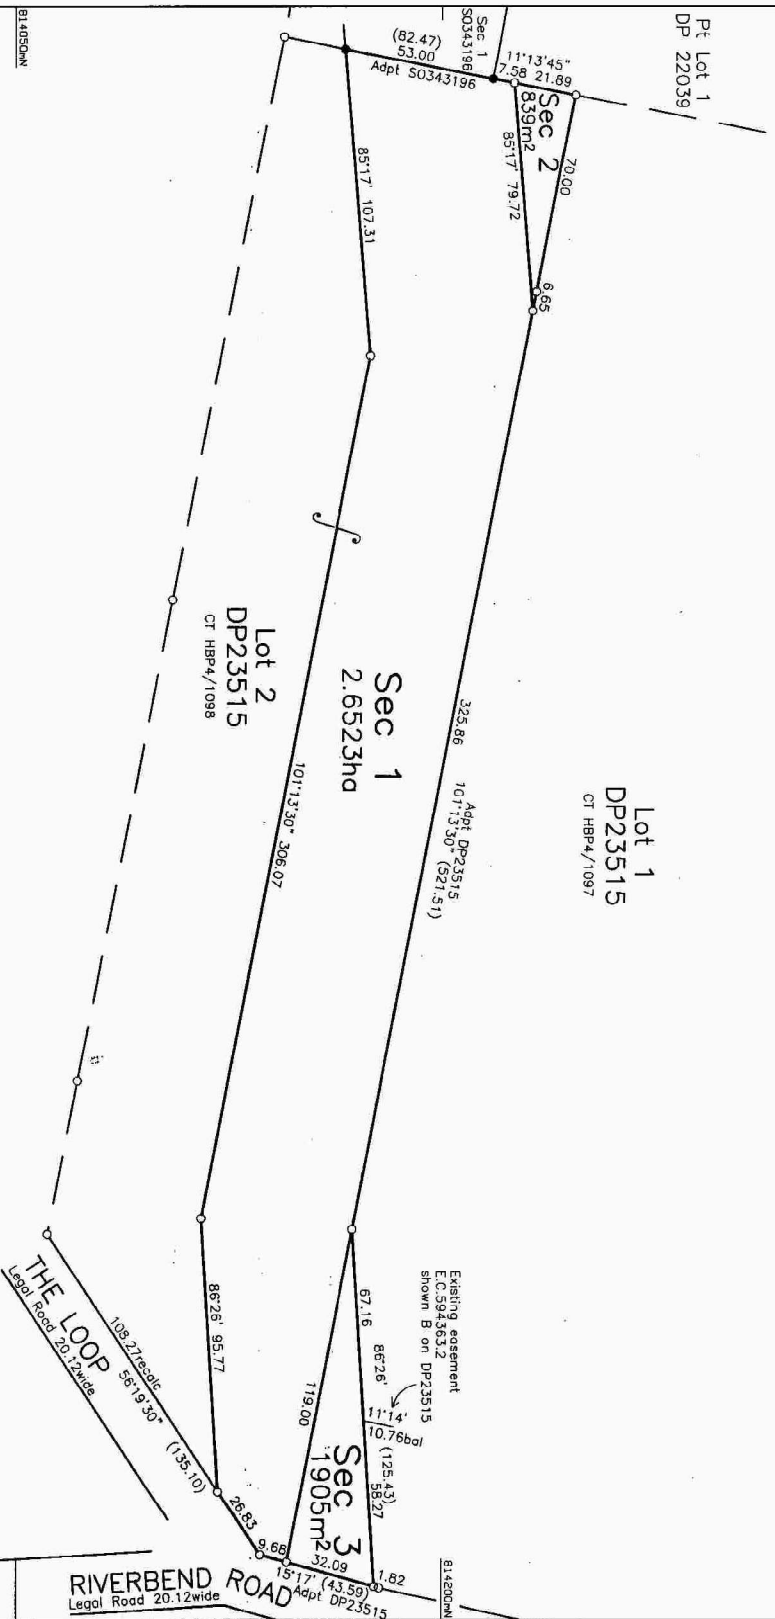 814050mN
Pt Lot 1
DP 22039
Sec 1
SO343196
(82.47)
53.00
Adpt SO343196
11°13'45"
7.58 21.89
Sec 2
839m²
85°17' 79.72
70.00
6.65
85°17' 107.31
Lot 2
DP23515
CT HBP4/1098
Sec 1
2.6523ha
325.86
Adpt DP23515
101°13'30" (521.51)
Lot 1
DP23515
CT HBP4/1097
101°13'30" 306.07
Existing easement
E.C.594363.2
shown B on DP23515
67.16
86°26'
(125.43)
58.27
11°14'
10.76bal
119.00
Sec 3
1905m²
86°26' 95.77
THE LOOP
Legal Road 20.12wide
108.27recalc
56°19'30"
(135.10)
26.83
9.68
32.09
1.82
15°17' (43.59)
Adpt DP23515
RIVERBEND ROAD
Legal Road 20.12wide
814200mN